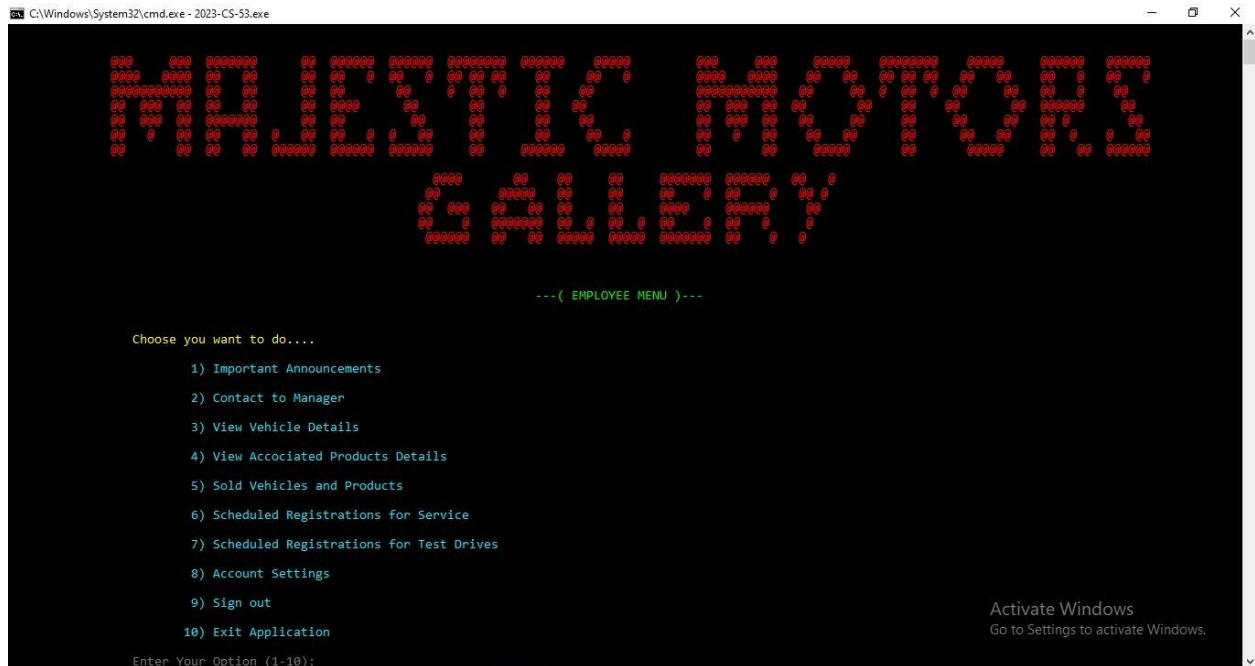 C:\Windows\System32\cmd.exe - 2023-CS-53.exe
MAJESTIC MOTORS
GALLERY
---( EMPLOYEE MENU )---
Choose you want to do....
1) Important Announcements
2) Contact to Manager
3) View Vehicle Details
4) View Accociated Products Details
5) Sold Vehicles and Products
6) Scheduled Registrations for Service
7) Scheduled Registrations for Test Drives
8) Account Settings
9) Sign out
10) Exit Application
Enter Your Option (1-10):
Activate Windows
Go to Settings to activate Windows.